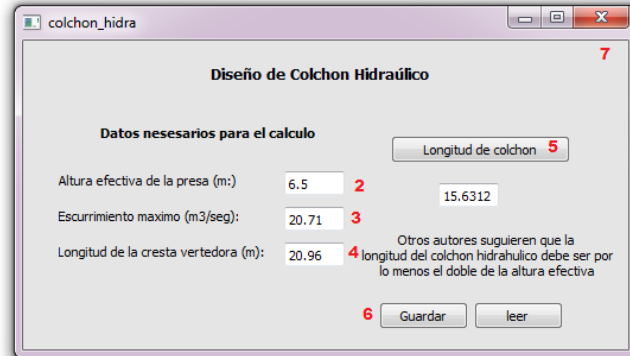 colchon_hidra
7
Diseño de Colchon Hidraúlico
Datos nesesarios para el calculo
Longitud de colchon 5
Altura efectiva de la presa (m:) 6.5 2
15.6312
Escurrimiento maximo (m3/seg): 20.71 3
Longitud de la cresta vertedora (m): 20.96 4
Otros autores suguieren que la
longitud del colchon hidrahulico debe ser por
lo menos el doble de la altura efectiva
6 Guardar leer